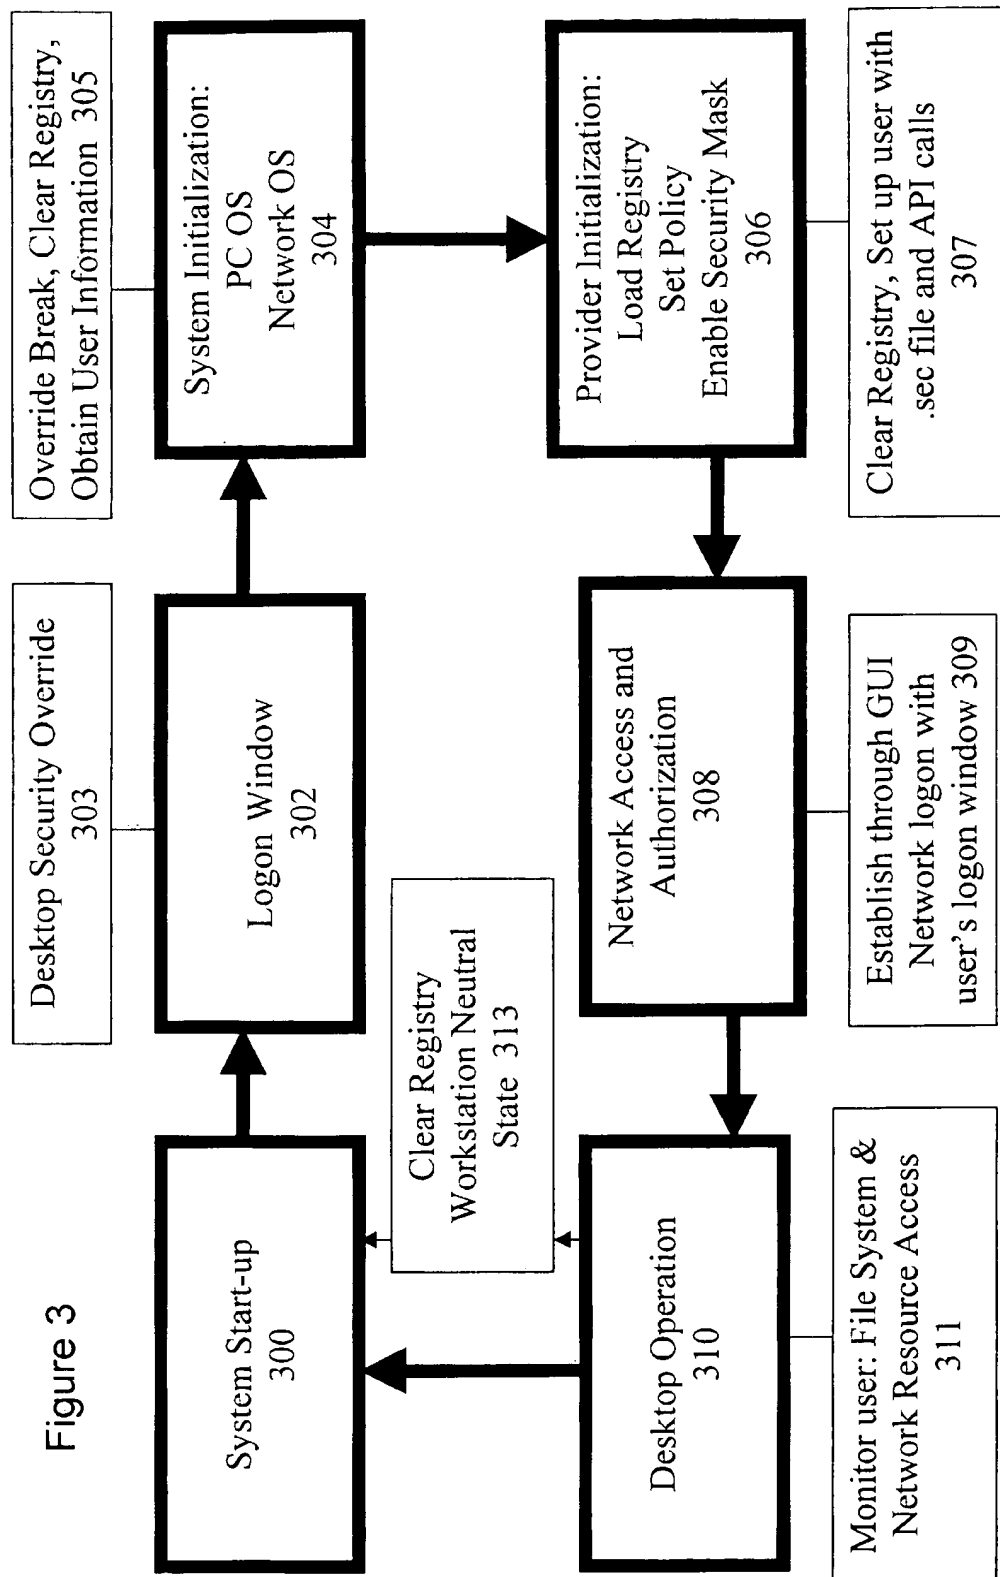 Figure 3
Desktop Security Override
303
Override Break, Clear Registry,
Obtain User Information 305
System Start-up
300
Logon Window
302
System Initialization:
PC OS
Network OS
304
Clear Registry
Workstation Neutral
State 313
Desktop Operation
310
Network Access and
Authorization
308
Provider Initialization:
Load Registry
Set Policy
Enable Security Mask
306
Monitor user: File System &
Network Resource Access
311
Establish through GUI
Network logon with
user's logon window 309
Clear Registry, Set up user with
.sec file and API calls
307